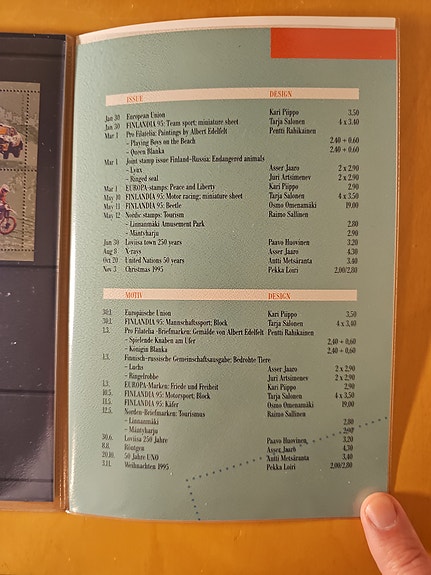 ISSUE DESIGN
Jan 30 European Union Kari Piippo 3,50
Jan 30 FINLANDIA 95: Team sport; miniature sheet Tarja Salonen 4 x 3,40
Mar 1 Pro Filatelia: Paintings by Albert Edelfelt Pentti Rahikainen
– Playing Boys on the Beach 2,40 + 0,60
– Queen Blanka 2,40 + 0,60
Mar 1 Joint stamp issue Finland-Russia: Endangered animals
– Lynx Asser Jaaro 2 x 2,90
– Ringed seal Juri Artsimenev 2 x 2,90
Mar 1 EUROPA-stamps: Peace and Liberty Kari Piippo 2,90
May 10 FINLANDIA 95: Motor racing; miniature sheet Tarja Salonen 4 x 3,50
May 11 FINLANDIA 95: Beetle Osmo Omenamäki 19,00
May 12 Nordic stamps: Tourism Raimo Sallinen
– Linnanmäki Amusement Park 2,80
– Mäntyharju 2,90
Jun 30 Loviisa town 250 years Paavo Huovinen 3,20
Aug 8 X-rays Asser Jaaro 4,30
Oct 20 United Nations 50 years Antti Metsäranta 3,40
Nov 3 Christmas 1995 Pekka Loiri 2,00/2,80
MOTIV DESIGN
30.1. Europäische Union Kari Piippo 3,50
30.1. FINLANDIA 95: Mannschaftssport; Block Tarja Salonen 4 x 3,40
1.3. Pro Filatelia -Briefmarken: Gemälde von Albert Edelfelt Pentti Rahikainen
– Spielende Knaben am Ufer 2,40 + 0,60
– Königin Blanka 2,40 + 0,60
1.3. Finnisch-russische Gemeinschaftsausgabe; Bedrohte Tiere
– Luchs Asser Jaaro 2 x 2,90
– Ringelrobbe Juri Artsimenev 2 x 2,90
1.3. EUROPA-Marken: Friede und Freiheit Kari Piippo 2,90
10.5. FINLANDIA 95: Motorsport; Block Tarja Salonen 4 x 3,50
11.5. FINLANDIA 95: Käfer Osmo Omenamäki 19,00
12.5. Norden-Briefmarken: Tourismus Raimo Sallinen
– Linnanmäki 2,80
– Mäntyharju 2,90
30.6. Loviisa 250 Jahre Paavo Huovinen 3,20
8.8. Röntgen Asser Jaaro 4,30
20.10. 50 Jahre UNO Antti Metsäranta 3,40
3.11. Weihnachten 1995 Pekka Loiri 2,00/2,80